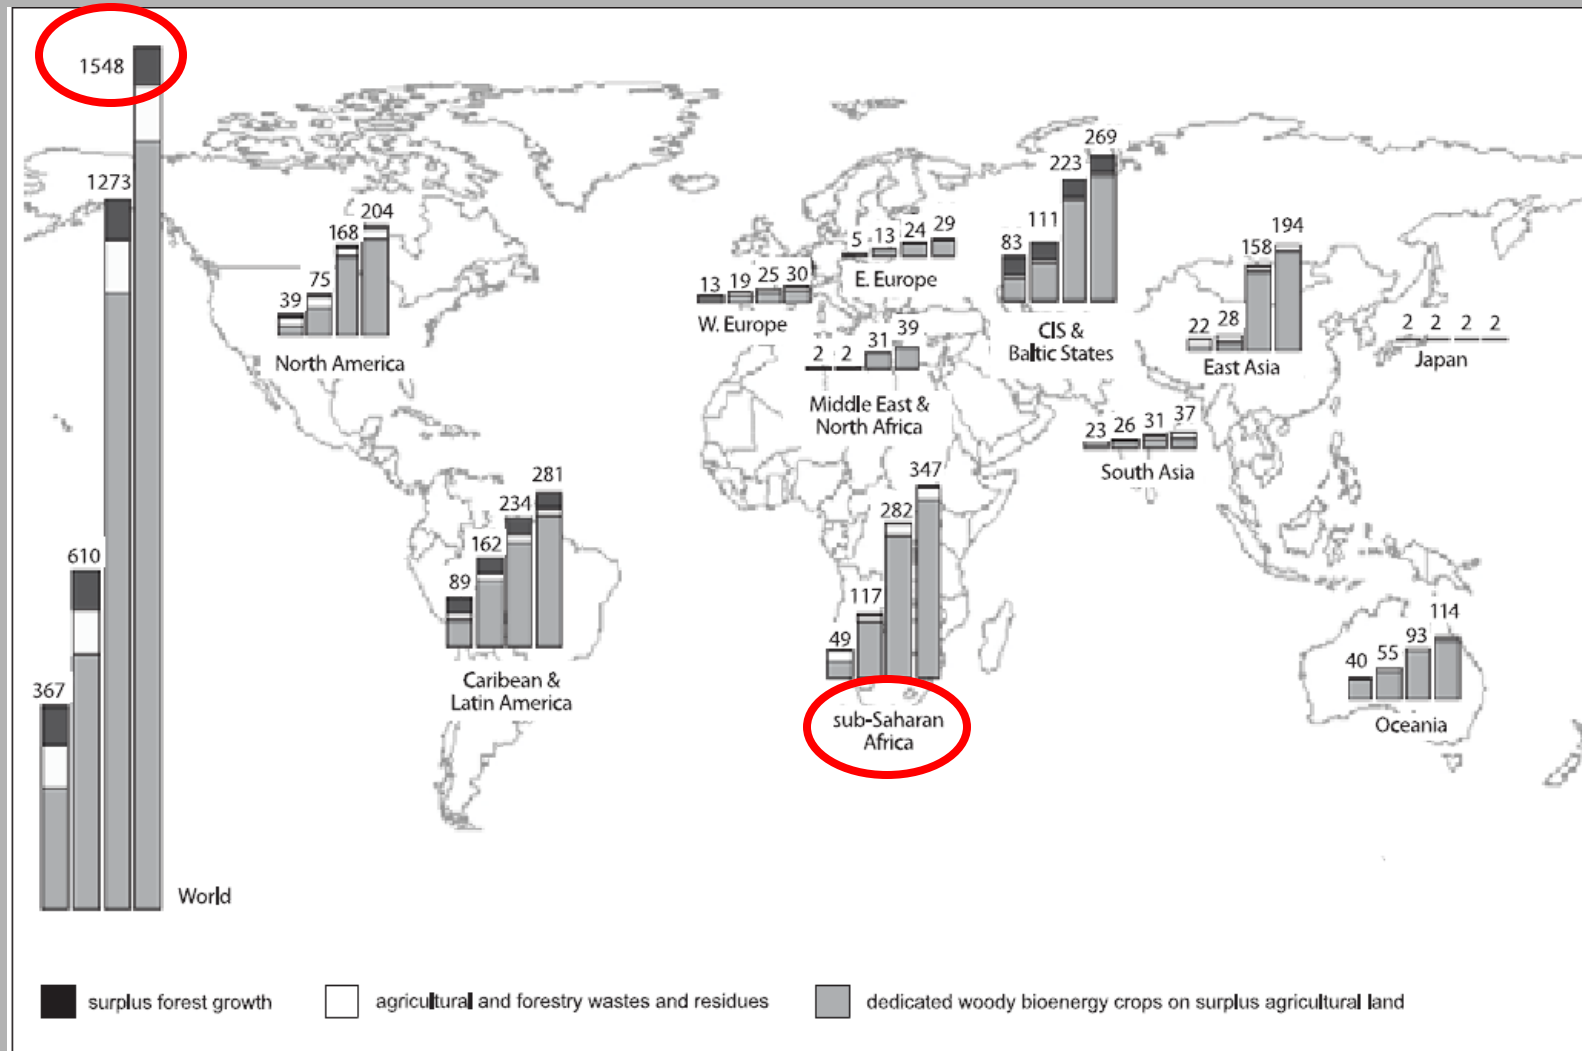 1548
1273
610
367
World
39
75
168
204
North America
89
162
234
281
Caribean &
Latin America
13 19 25 30
W. Europe
5 13 24 29
E. Europe
2 2 31 39
Middle East &
North Africa
49
117
282
347
sub-Saharan
Africa
83
111
223
269
CIS &
Baltic States
22 28 158 194
East Asia
2 2 2 2
Japan
23 26 31 37
South Asia
40 55 93 114
Oceania
surplus forest growth
agricultural and forestry wastes and residues
dedicated woody bioenergy crops on surplus agricultural land